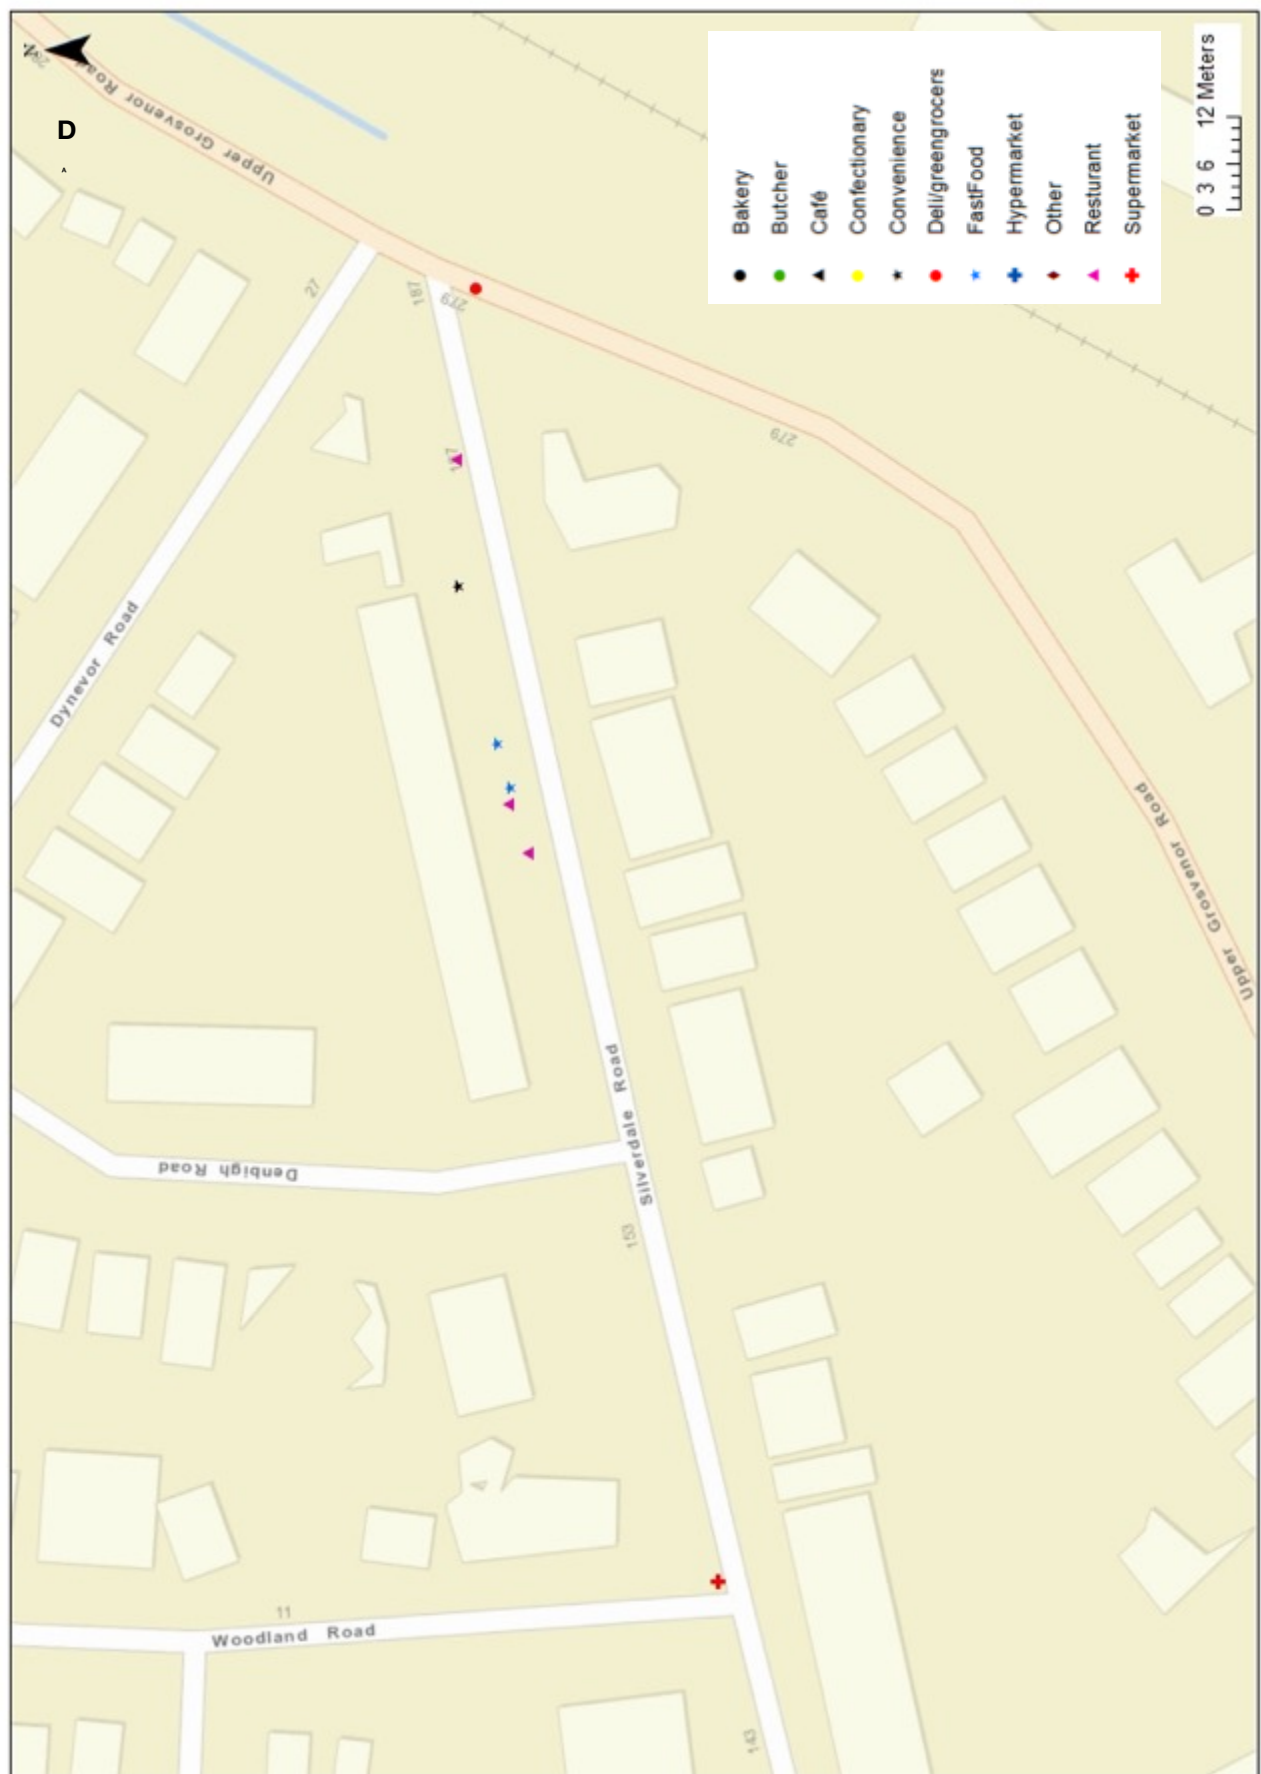 N
292
D
A
Upper Grosvenor Road
27
187
279
187
279
Dynevor Road
Silverdale Road
Denbigh Road
153
Upper Grosvenor Road
11
Woodland Road
143
Bakery
Butcher
Café
Confectionary
Convenience
Deli/greengrocers
FastFood
Hypermarket
Other
Resturant
Supermarket
0 3 6 12 Meters